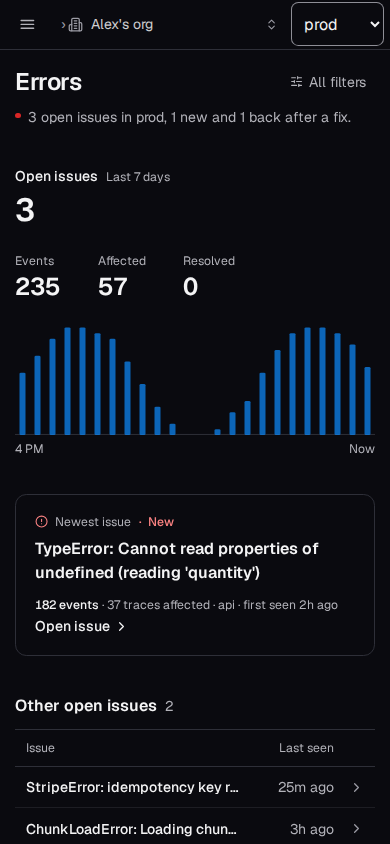 Alex's org
prod
Errors
All filters
3 open issues in prod, 1 new and 1 back after a fix.
Open issues Last 7 days
3
Events Affected Resolved
235 57 0
4 PM Now
Newest issue · New
TypeError: Cannot read properties of
undefined (reading 'quantity')
182 events · 37 traces affected · api · first seen 2h ago
Open issue
Other open issues 2
Issue Last seen
StripeError: idempotency key r... 25m ago
ChunkLoadError: Loading chun... 3h ago